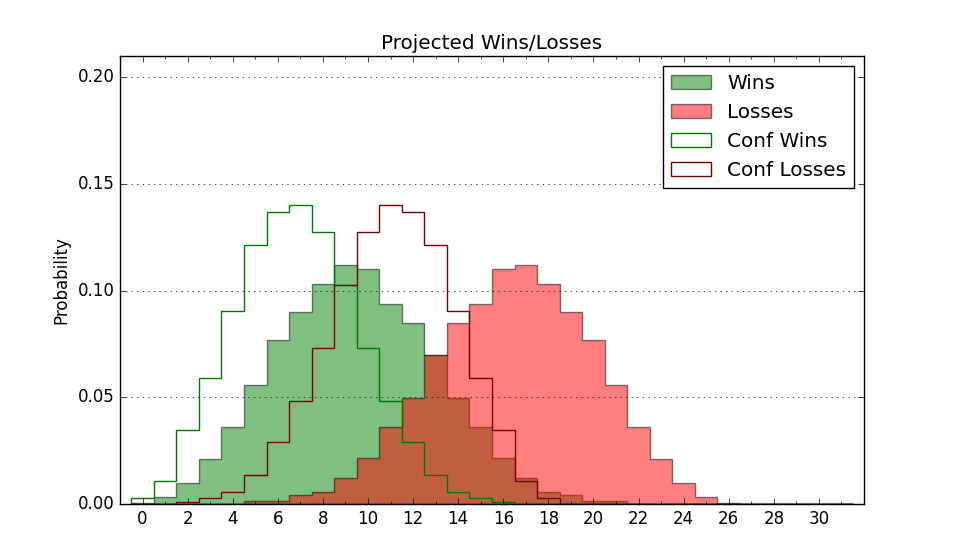 Projected Wins/Losses
0.20
0.15
0.10
0.05
0.00
Probability
Wins
Losses
Conf Wins
Conf Losses
0 2 4 6 8 10 12 14 16 18 20 22 24 26 28 30